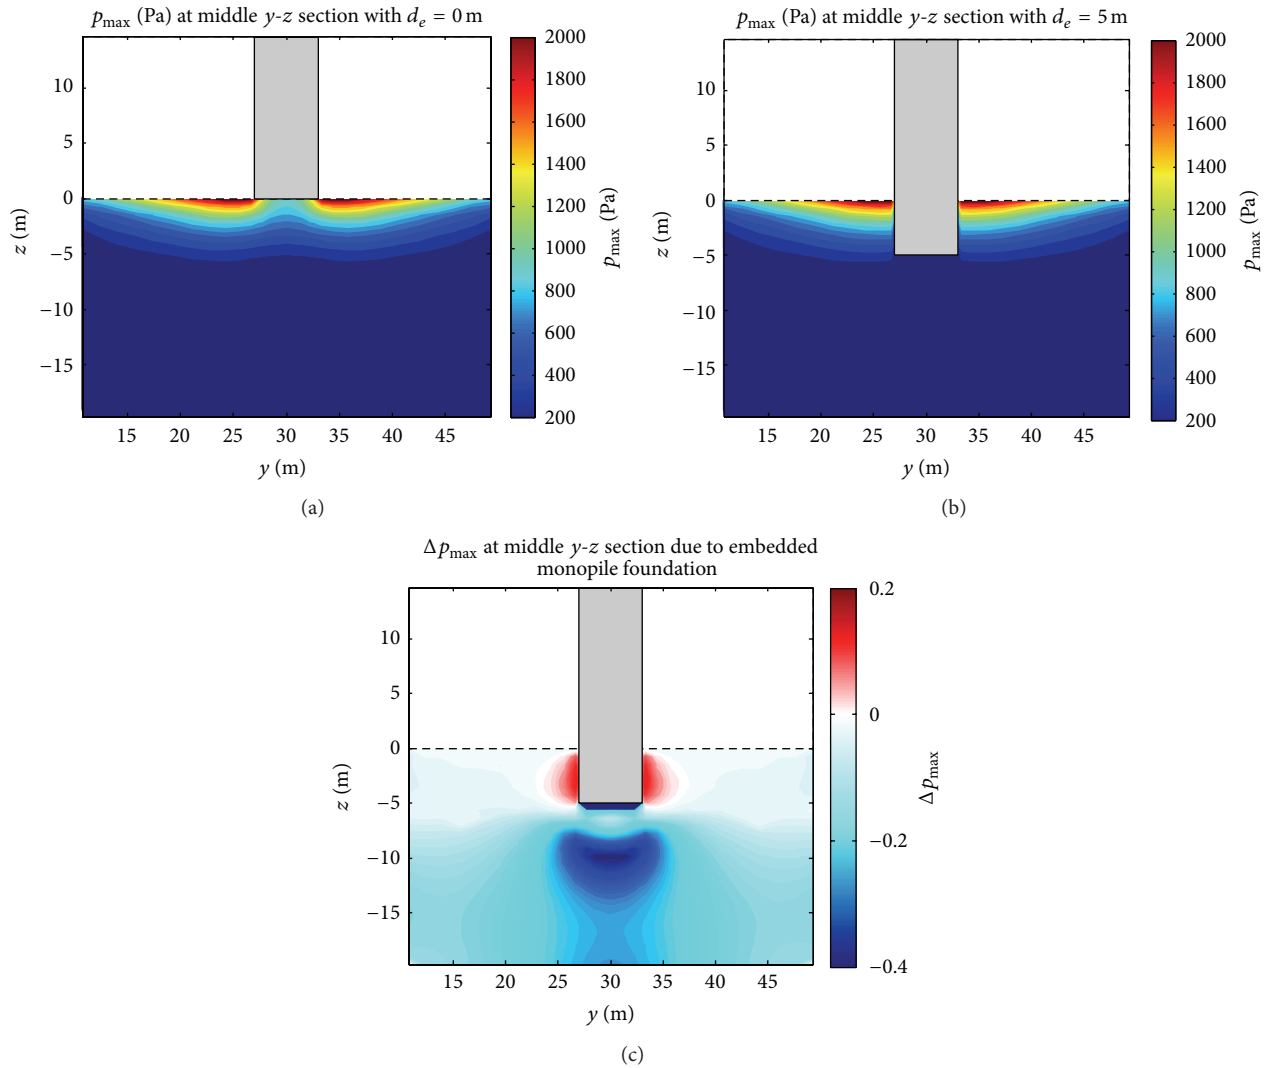 p_max (Pa) at middle y-z section with d_e = 0 m
10
5
0
−5
−10
−15
z (m)
15 20 25 30 35 40 45
y (m)
2000
1800
1600
1400
1200
1000
800
600
400
200
p_max (Pa)
(a)
p_max (Pa) at middle y-z section with d_e = 5 m
10
5
0
−5
−10
−15
z (m)
15 20 25 30 35 40 45
y (m)
2000
1800
1600
1400
1200
1000
800
600
400
200
p_max (Pa)
(b)
Δp_max at middle y-z section due to embedded
monopile foundation
10
5
0
−5
−10
−15
z (m)
15 20 25 30 35 40 45
y (m)
0.2
0
−0.2
−0.4
Δp_max
(c)